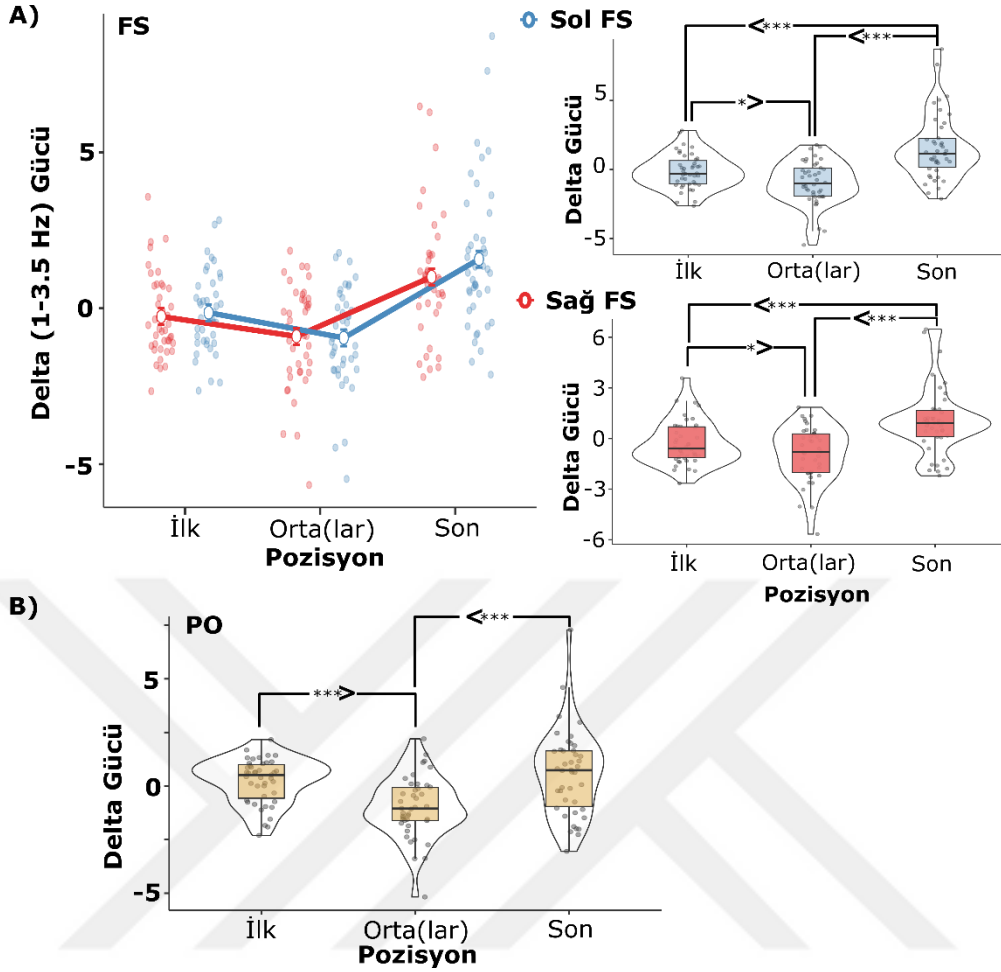 A)
FS
Delta (1-3.5 Hz) Gücü
5
0
-5
İlk
Orta(lar)
Son
Pozisyon
Sol FS
<***
<***
*>
Delta Gücü
5
0
-5
İlk
Orta(lar)
Son
Sağ FS
<***
<***
*>
Delta Gücü
6
3
0
-3
-6
İlk
Orta(lar)
Son
Pozisyon
B)
PO
<***
***>
Delta Gücü
5
0
-5
İlk
Orta(lar)
Son
Pozisyon